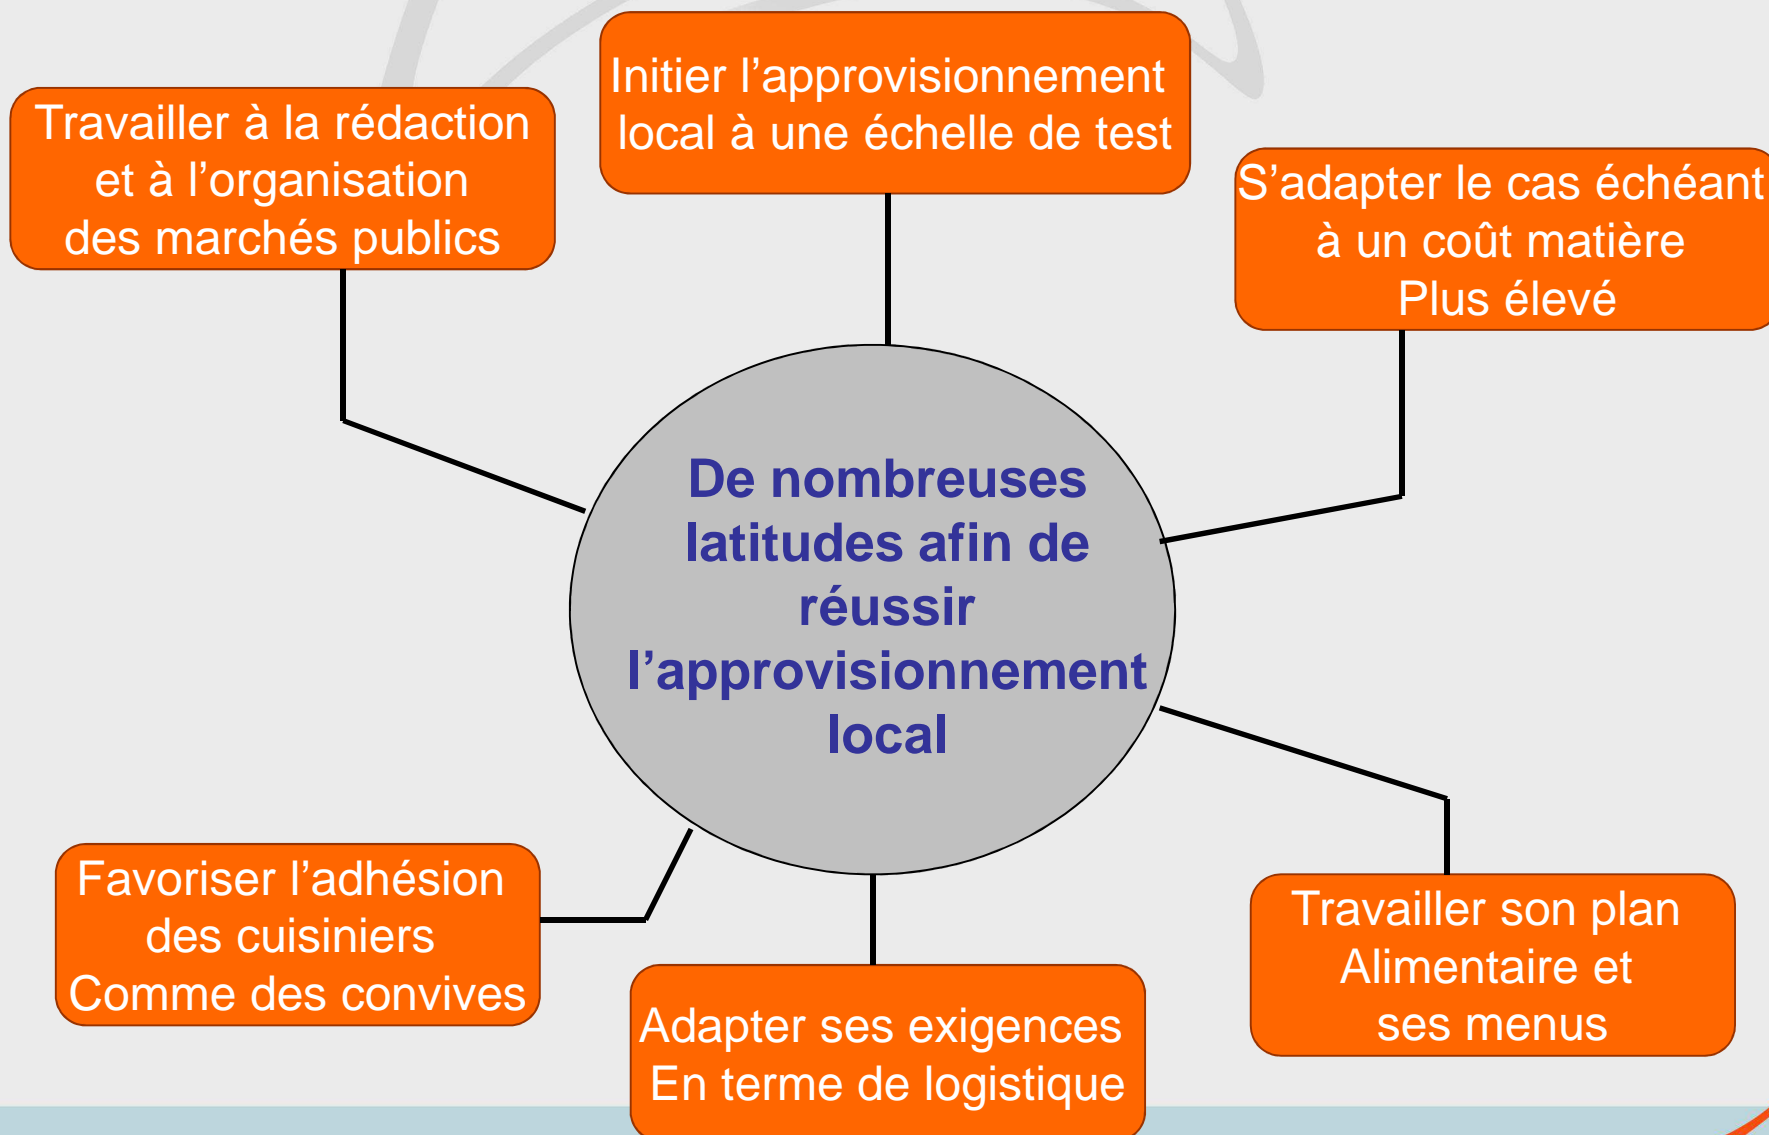 Initier l’approvisionnement
local à une échelle de test
Travailler à la rédaction
et à l’organisation
des marchés publics
S’adapter le cas échéant
à un coût matière
Plus élevé
De nombreuses
latitudes afin de
réussir
l’approvisionnement
local
Favoriser l’adhésion
des cuisiniers
Comme des convives
Travailler son plan
Alimentaire et
ses menus
Adapter ses exigences
En terme de logistique